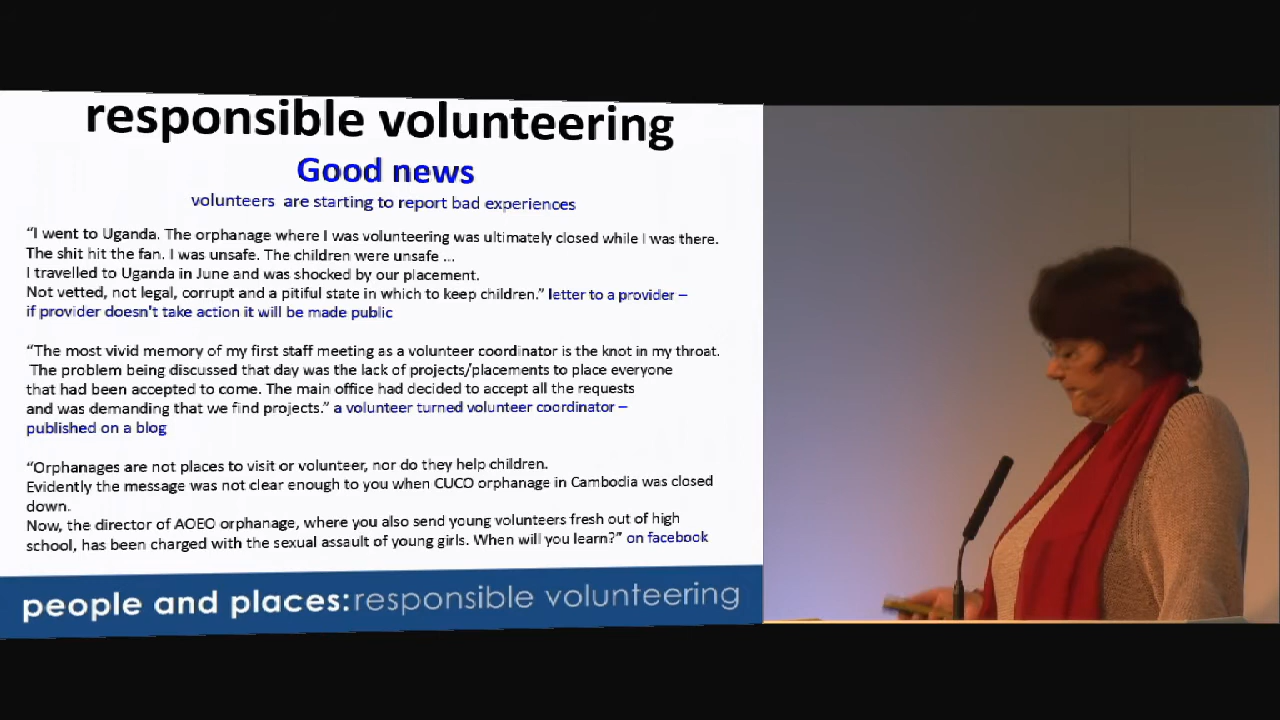 responsible volunteering
Good news
volunteers are starting to report bad experiences
“I went to Uganda. The orphanage where I was volunteering was ultimately closed while I was there.
The shit hit the fan. I was unsafe. The children were unsafe ...
I travelled to Uganda in June and was shocked by our placement.
Not vetted, not legal, corrupt and a pitiful state in which to keep children.” letter to a provider –
if provider doesn't take action it will be made public
“The most vivid memory of my first staff meeting as a volunteer coordinator is the knot in my throat.
The problem being discussed that day was the lack of projects/placements to place everyone
that had been accepted to come. The main office had decided to accept all the requests
and was demanding that we find projects.” a volunteer turned volunteer coordinator –
published on a blog
“Orphanages are not places to visit or volunteer, nor do they help children.
Evidently the message was not clear enough to you when CUCO orphanage in Cambodia was closed
down.
Now, the director of AOEO orphanage, where you also send young volunteers fresh out of high
school, has been charged with the sexual assault of young girls. When will you learn?” on facebook
people and places:responsible volunteering